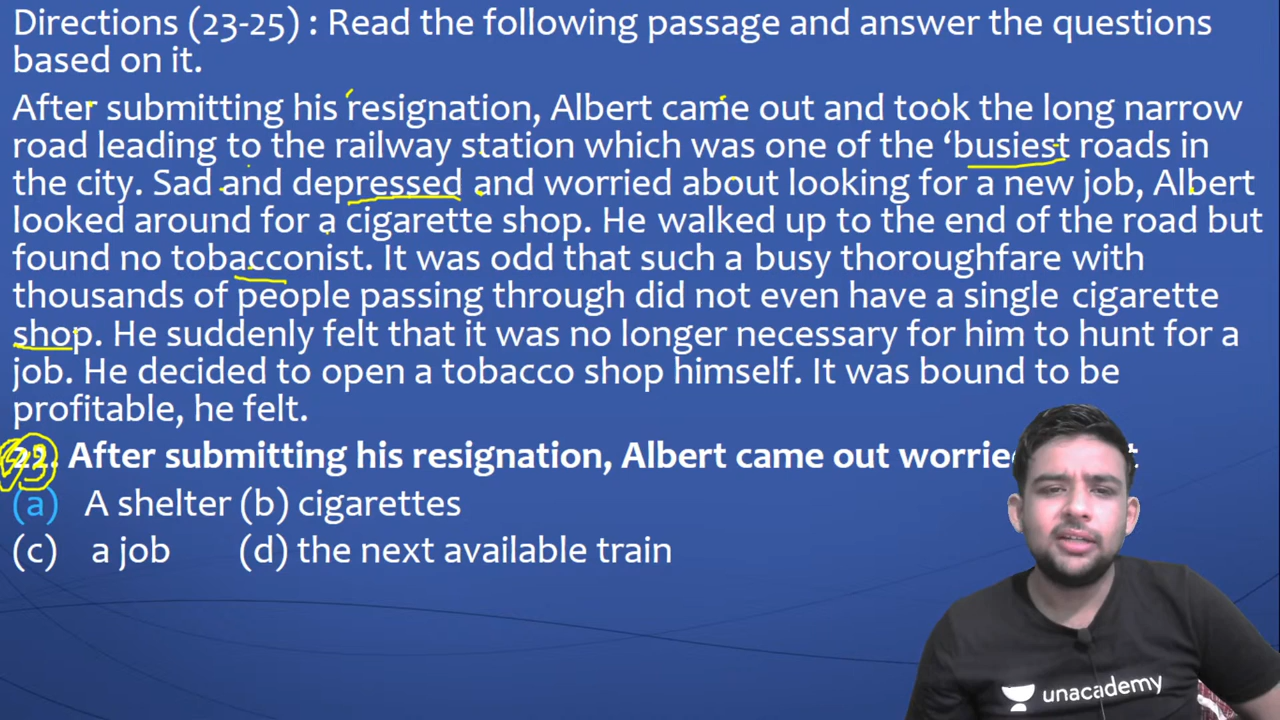 Directions (23-25) : Read the following passage and answer the questions
based on it.
After submitting his resignation, Albert came out and took the long narrow
road leading to the railway station which was one of the ‘busiest roads in
the city. Sad and depressed and worried about looking for a new job, Albert
looked around for a cigarette shop. He walked up to the end of the road but
found no tobacconist. It was odd that such a busy thoroughfare with
thousands of people passing through did not even have a single cigarette
shop. He suddenly felt that it was no longer necessary for him to hunt for a
job. He decided to open a tobacco shop himself. It was bound to be
profitable, he felt.
After submitting his resignation, Albert came out
(a) A shelter (b) cigarettes
(c) a job (d) the next available train
unacademy